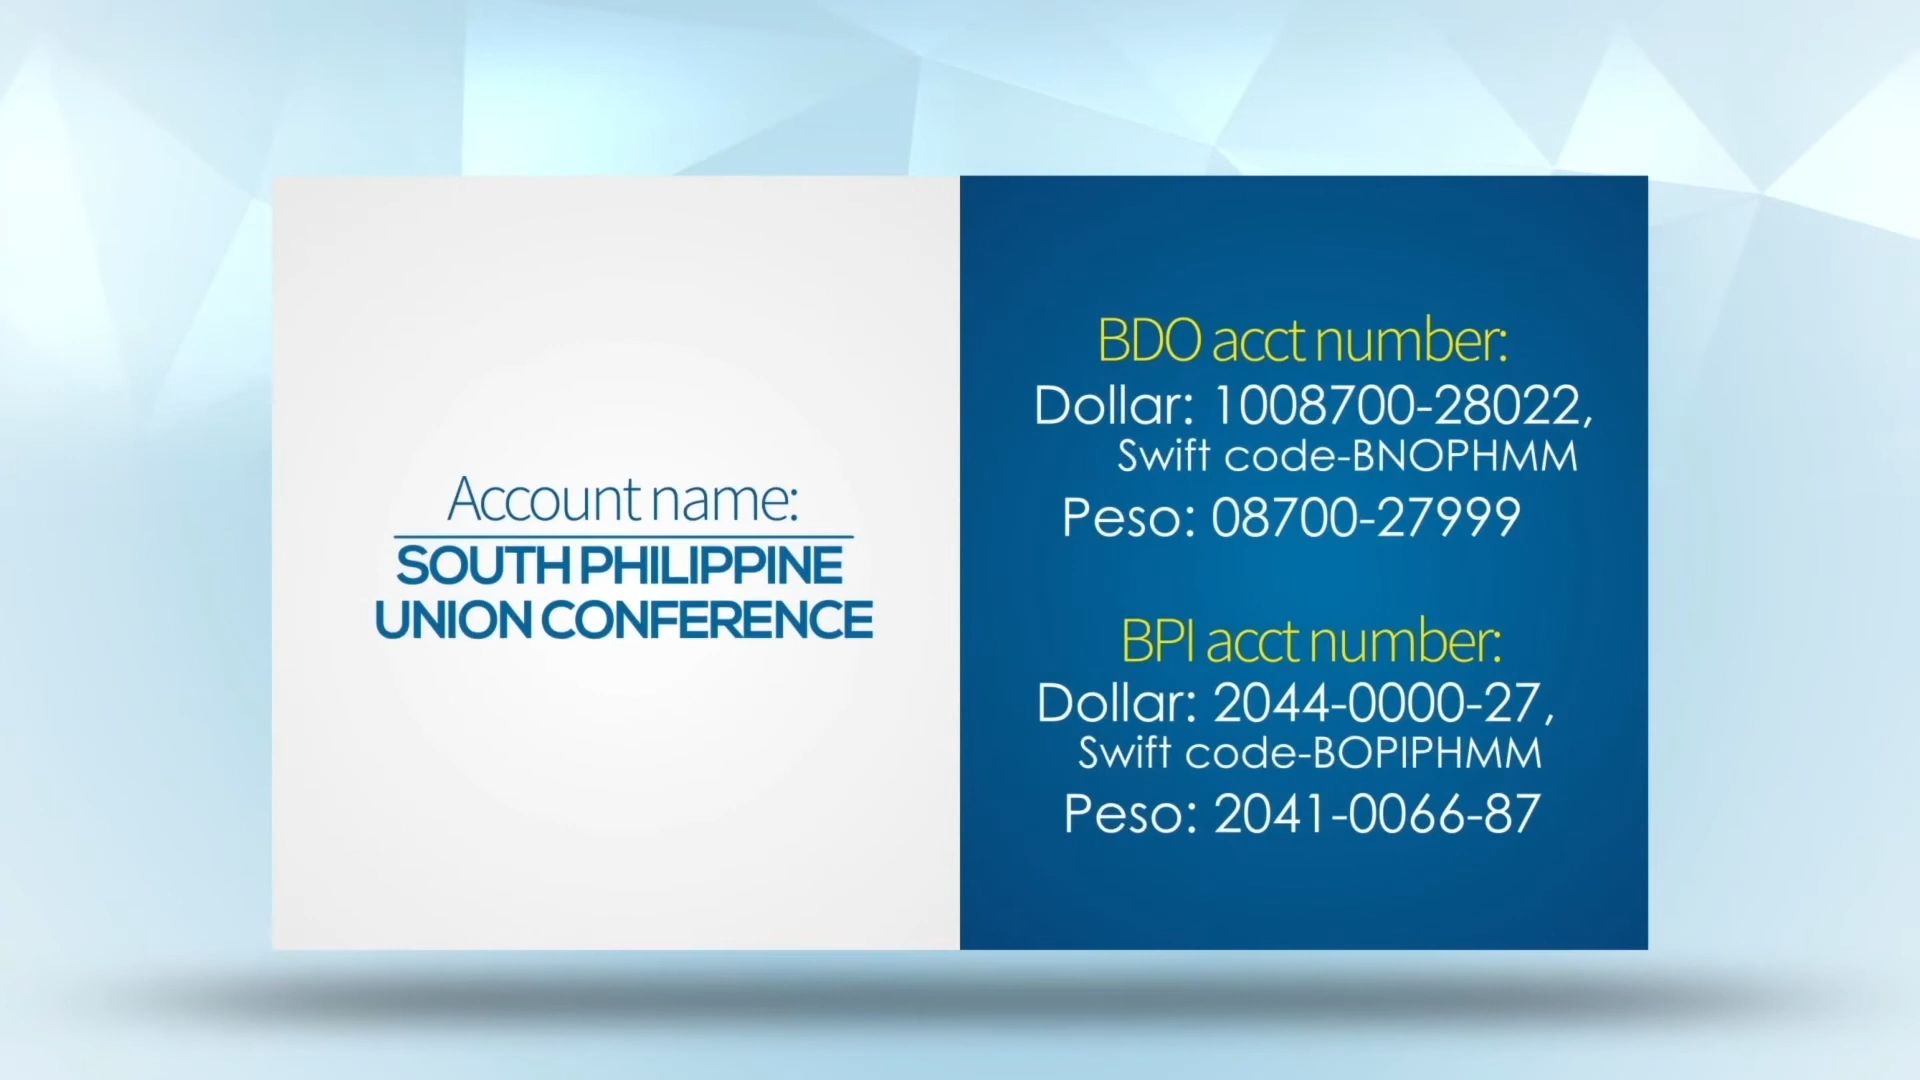 Account name:
SOUTH PHILIPPINE
UNION CONFERENCE
BDO acct number:
Dollar: 1008700-28022,
Swift code-BNOPHMM
Peso: 08700-27999
BPI acct number:
Dollar: 2044-0000-27,
Swift code-BOPIPHMM
Peso: 2041-0066-87